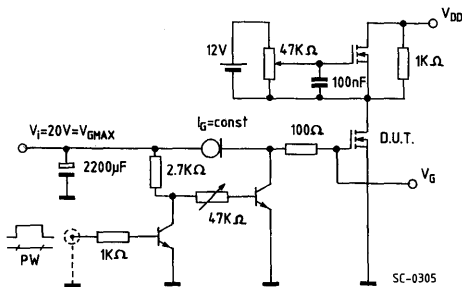 V_DD
12V
47KΩ
100nF
1KΩ
I_G=const
V_i=20V=V_GMAX
2200µF
2.7KΩ
100Ω
D.U.T.
V_G
47KΩ
1KΩ
PW
SC-0305